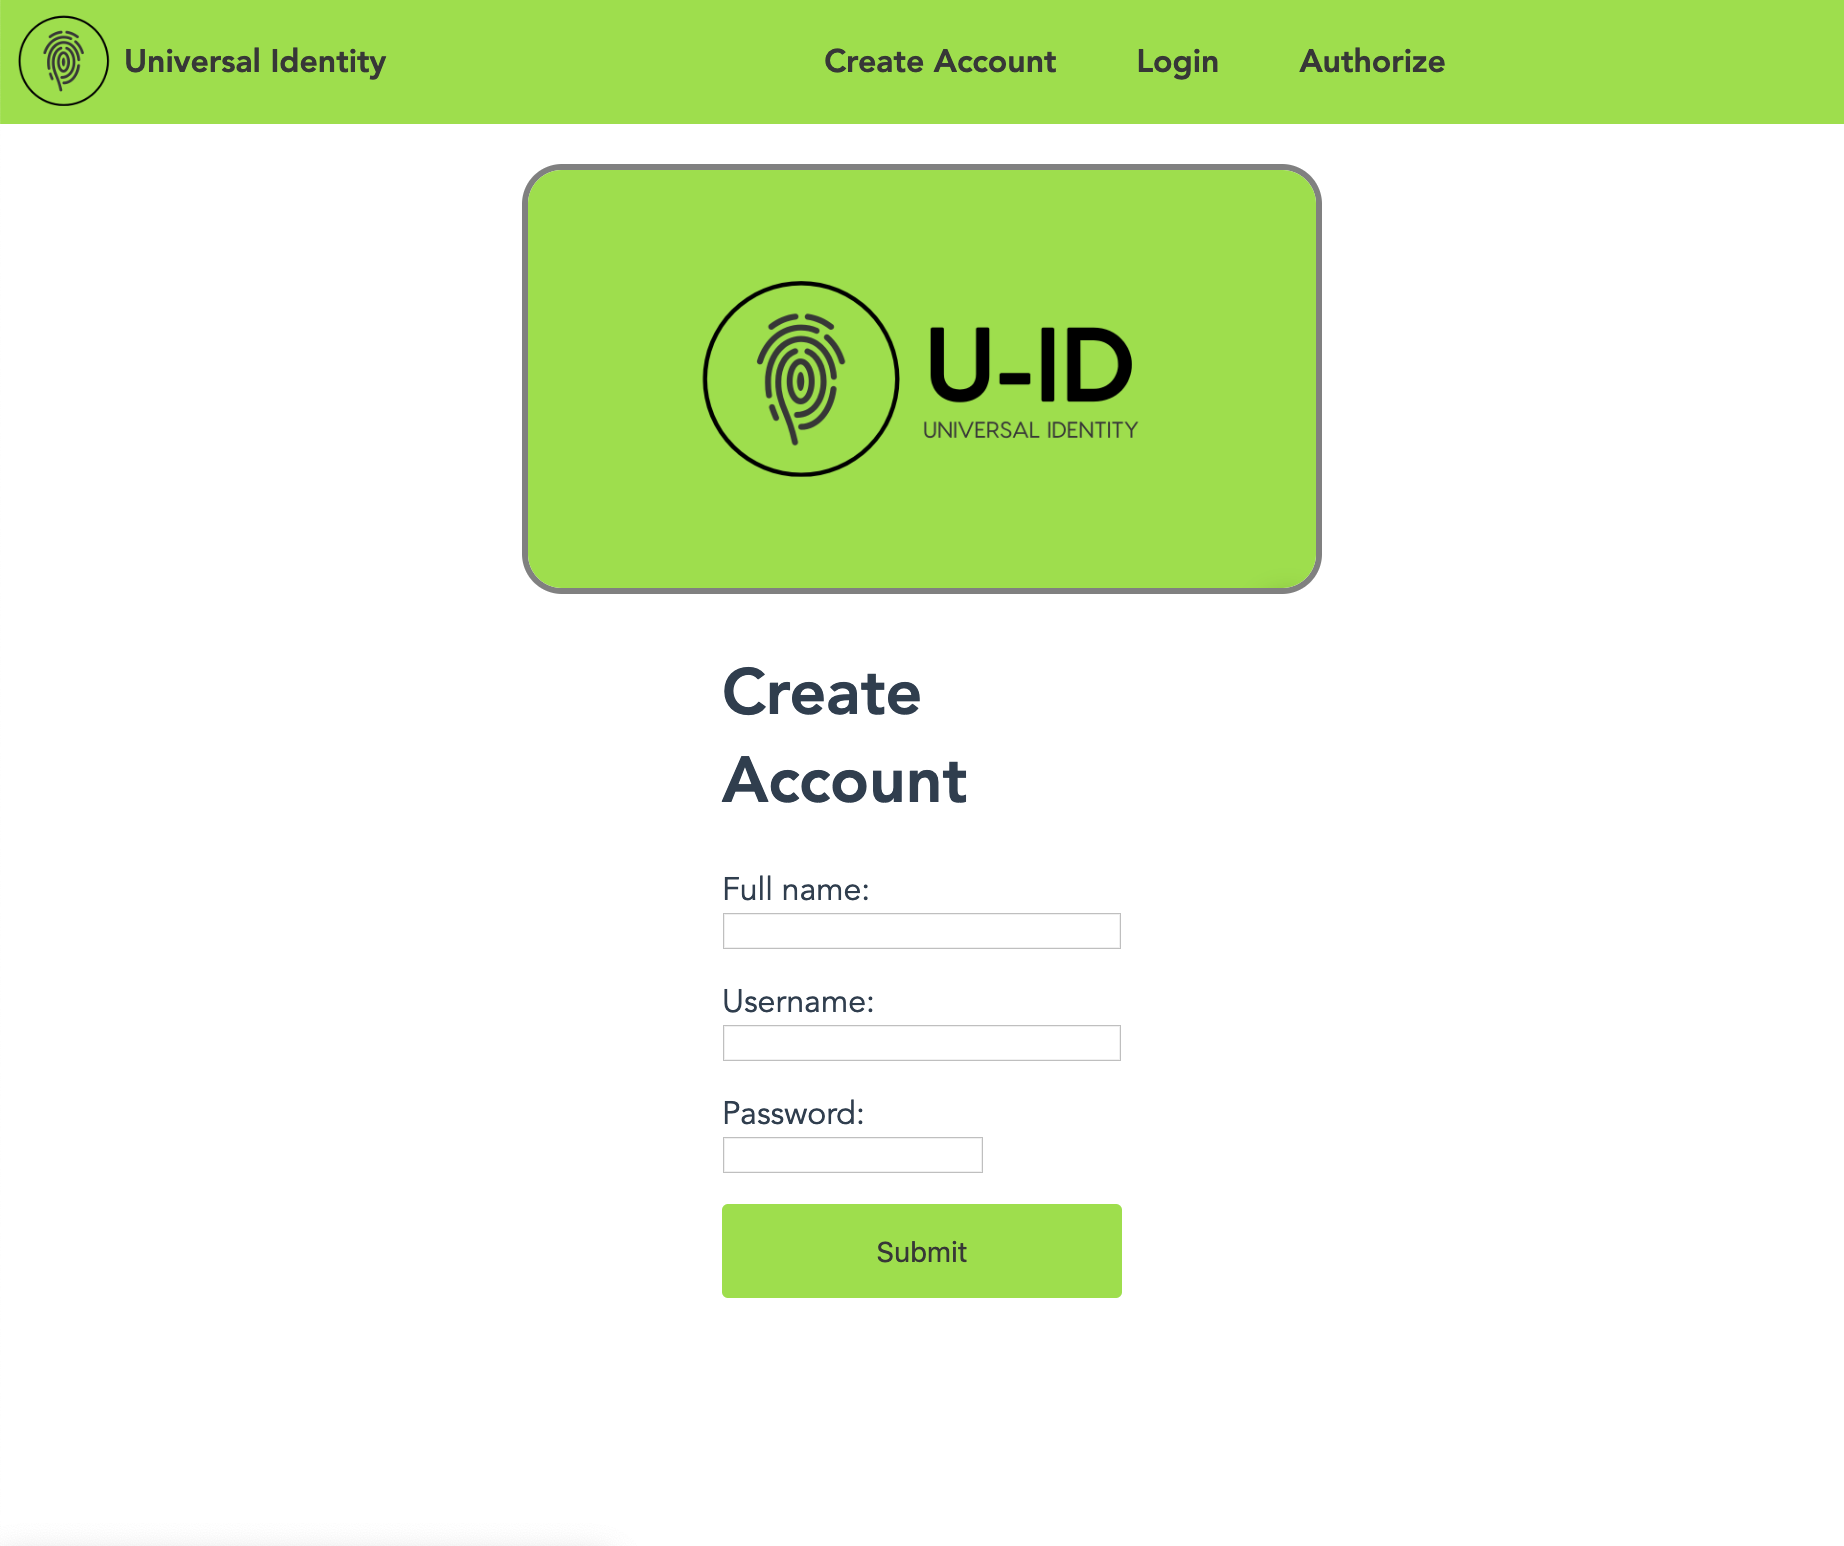 Universal Identity
Create Account
Login
Authorize
U-ID
UNIVERSAL IDENTITY
Create
Account
Full name:
Username:
Password:
Submit